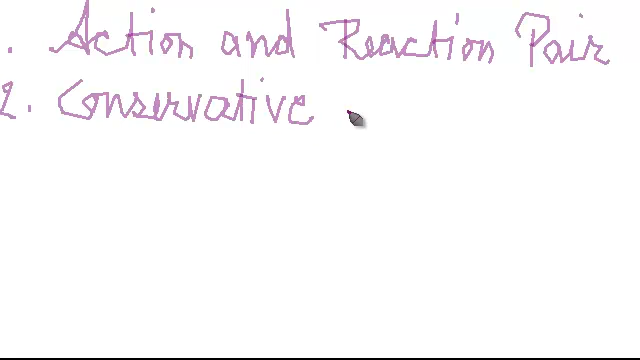 . Action and Reaction Pair
2. Conservative